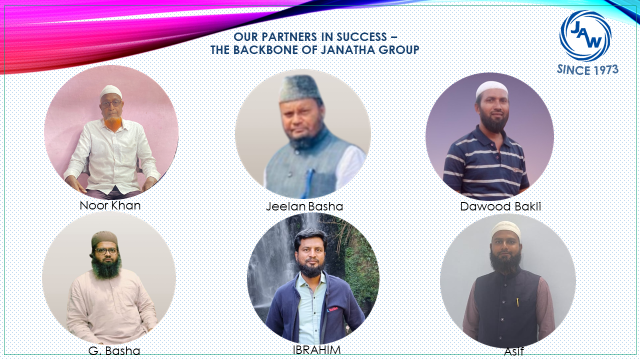 OUR PARTNERS IN SUCCESS –
THE BACKBONE OF JANATHA GROUP
JAW
SINCE 1973
Noor Khan
Jeelan Basha
Dawood Bakli
G. Basha
IBRAHIM
Asif